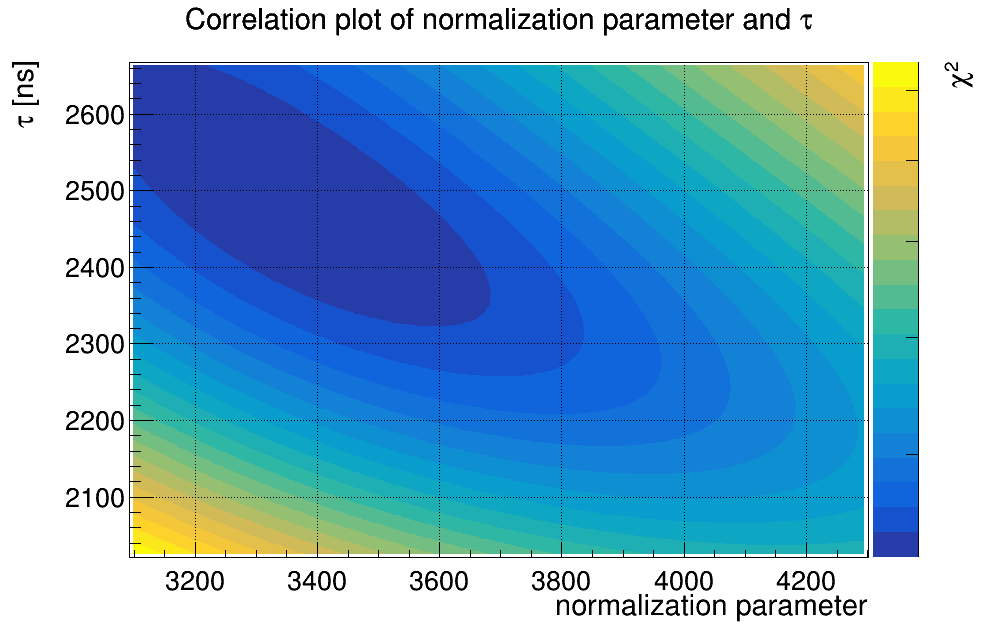 Correlation plot of normalization parameter and τ
τ [ns]
χ²
2600
2500
2400
2300
2200
2100
3200 3400 3600 3800 4000 4200
normalization parameter